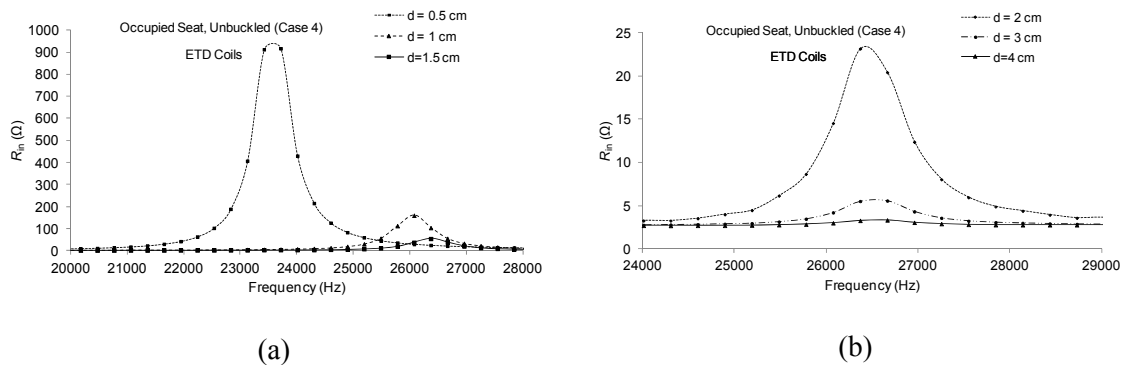 Occupied Seat, Unbuckled (Case 4)
ETD Coils
d = 0.5 cm
d = 1 cm
d=1.5 cm
1000
900
800
700
600
500
400
300
200
100
0
Rin (Ω)
20000 21000 22000 23000 24000 25000 26000 27000 28000
Frequency (Hz)
(a)
Occupied Seat, Unbuckled (Case 4)
ETD Coils
d = 2 cm
d = 3 cm
d=4 cm
25
20
15
10
5
0
Rin (Ω)
24000 25000 26000 27000 28000 29000
Frequency (Hz)
(b)